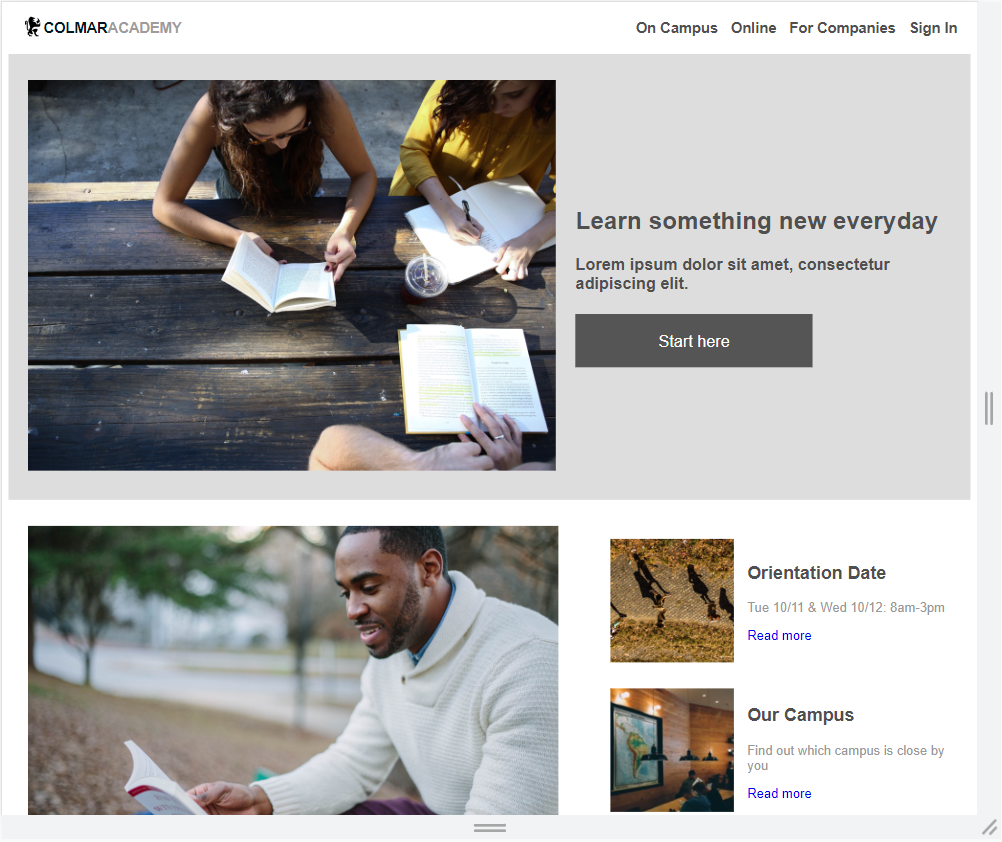 COLMARACADEMY
On Campus Online For Companies Sign In
Learn something new everyday
Lorem ipsum dolor sit amet, consectetur
adipiscing elit.
Start here
Orientation Date
Tue 10/11 & Wed 10/12: 8am-3pm
Read more
Our Campus
Find out which campus is close by
you
Read more